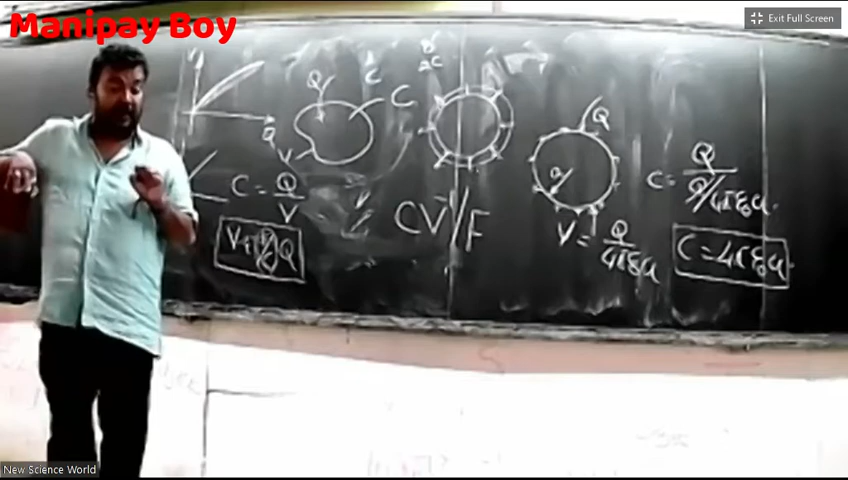 Manipay Boy
Exit Full Screen
V
Q
Q
C
V
C = Q/V
CV⁻¹/F
Q
a
V = Q/4πε₀a
C = Q/Q/4πε₀a
C = 4πε₀a
New Science World